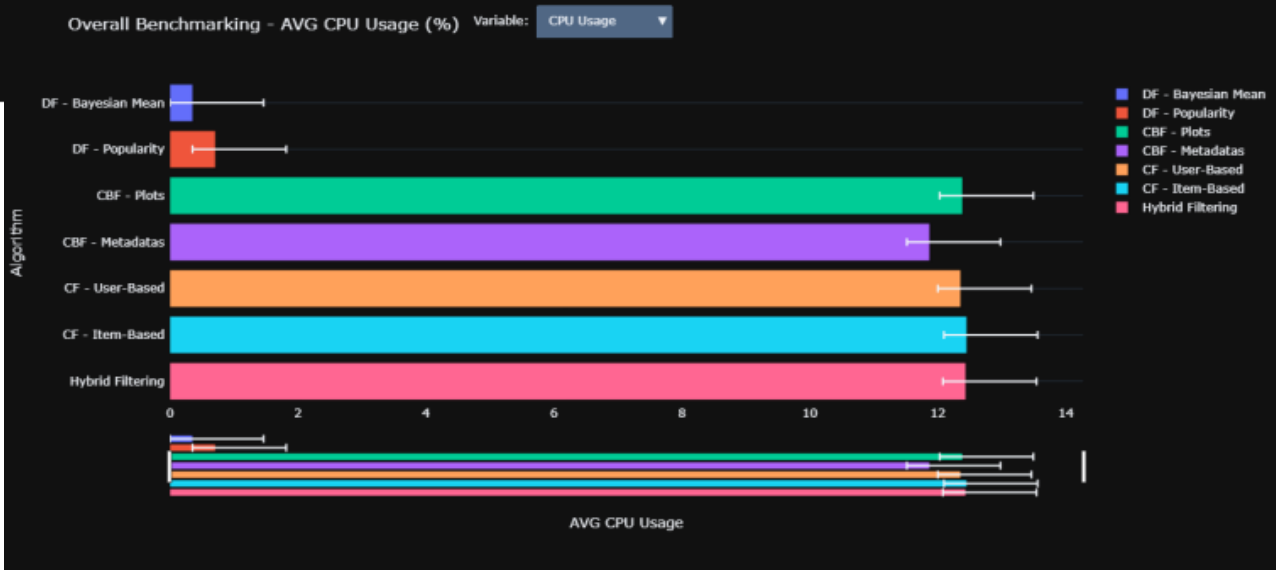 Overall Benchmarking - AVG CPU Usage (%)
Variable:
CPU Usage
DF - Bayesian Mean
DF - Popularity
CBF - Plots
CBF - Metadatas
CF - User-Based
CF - Item-Based
Hybrid Filtering
Algorithm
0 2 4 6 8 10 12 14
AVG CPU Usage
DF - Bayesian Mean
DF - Popularity
CBF - Plots
CBF - Metadatas
CF - User-Based
CF - Item-Based
Hybrid Filtering